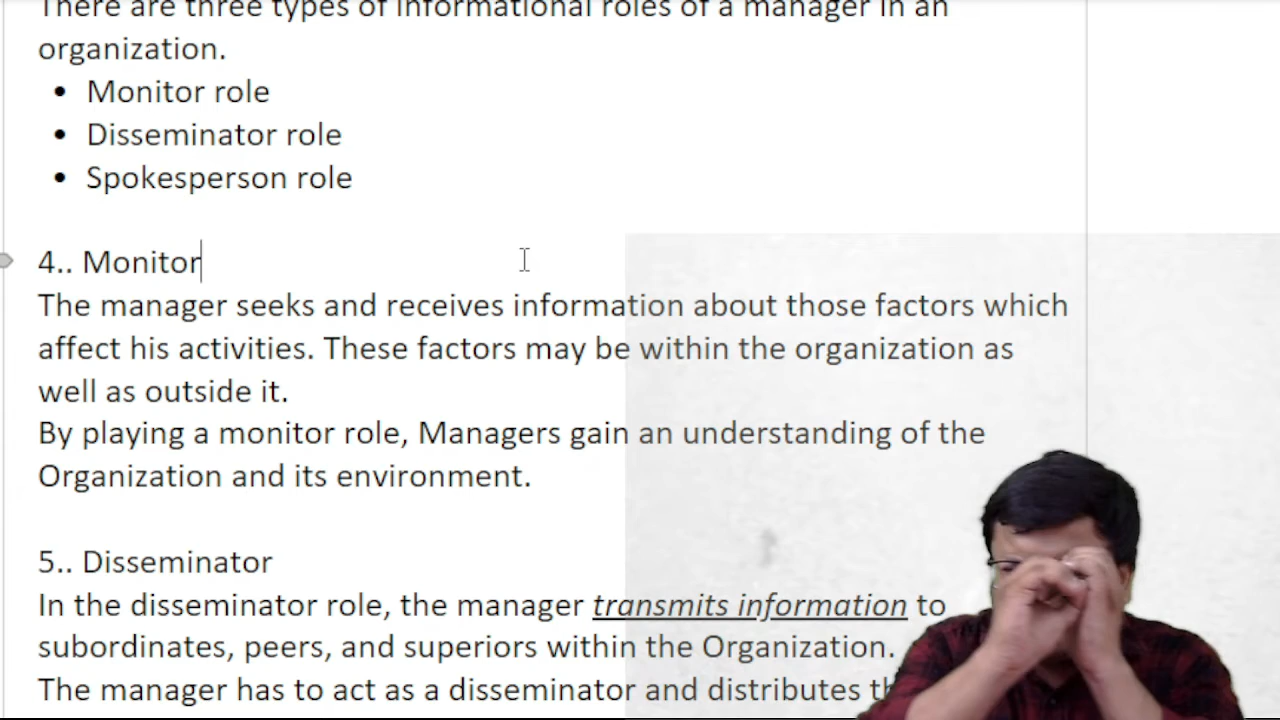 There are three types of informational roles of a manager in an
organization.
• Monitor role
• Disseminator role
• Spokesperson role
4.. Monitor
The manager seeks and receives information about those factors which
affect his activities. These factors may be within the organization as
well as outside it.
By playing a monitor role, Managers gain an understanding of the
Organization and its environment.
5.. Disseminator
In the disseminator role, the manager transmits information to
subordinates, peers, and superiors within the Organization.
The manager has to act as a disseminator and distributes